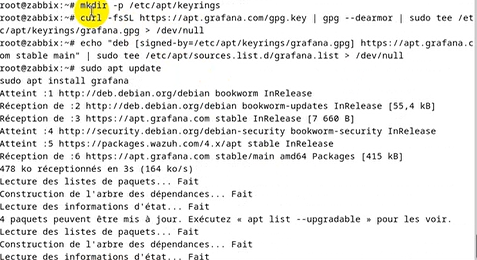 root@zabbix:~# mkdir -p /etc/apt/keyrings
root@zabbix:~# curl -fsSL https://apt.grafana.com/gpg.key | gpg --dearmor | sudo tee /et
c/apt/keyrings/grafana.gpg > /dev/null
root@zabbix:~# echo "deb [signed-by=/etc/apt/keyrings/grafana.gpg] https://apt.grafana.c
om stable main" | sudo tee /etc/apt/sources.list.d/grafana.list > /dev/null
root@zabbix:~# sudo apt update
sudo apt install grafana
Atteint :1 http://deb.debian.org/debian bookworm InRelease
Réception de :2 http://deb.debian.org/debian bookworm-updates InRelease [55,4 kB]
Réception de :3 https://apt.grafana.com stable InRelease [7 660 B]
Atteint :4 http://security.debian.org/debian-security bookworm-security InRelease
Atteint :5 https://packages.wazuh.com/4.x/apt stable InRelease
Réception de :6 https://apt.grafana.com stable/main amd64 Packages [415 kB]
478 ko réceptionnés en 3s (164 ko/s)
Lecture des listes de paquets... Fait
Construction de l'arbre des dépendances... Fait
Lecture des informations d'état... Fait
4 paquets peuvent être mis à jour. Exécutez « apt list --upgradable » pour les voir.
Lecture des listes de paquets... Fait
Construction de l'arbre des dépendances... Fait
Lecture des informations d'état... Fait